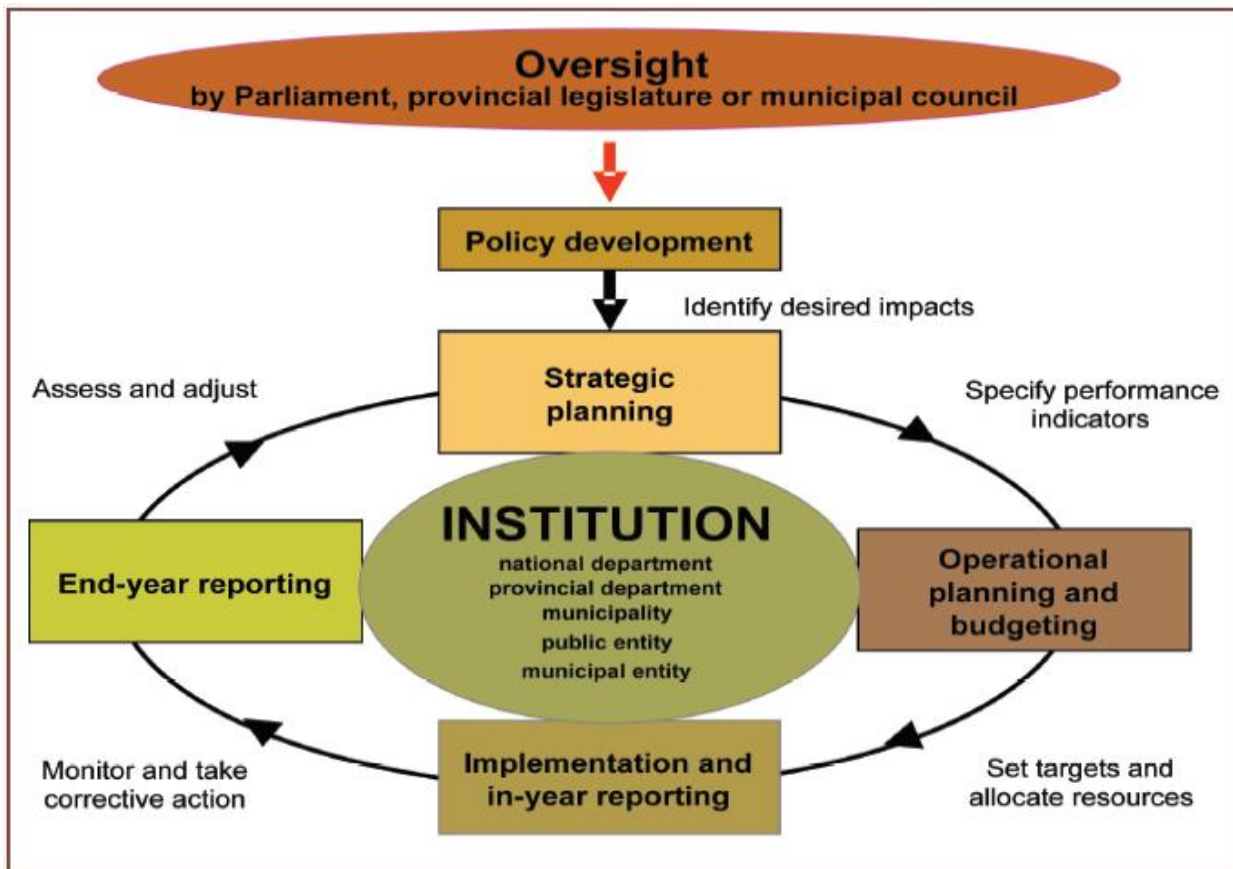 Oversight
by Parliament, provincial legislature or municipal council
Policy development
Identify desired impacts
Strategic
planning
Assess and adjust
Specify performance
indicators
INSTITUTION
national department
provincial department
municipality
public entity
municipal entity
End-year reporting
Operational
planning and
budgeting
Implementation and
in-year reporting
Monitor and take
corrective action
Set targets and
allocate resources